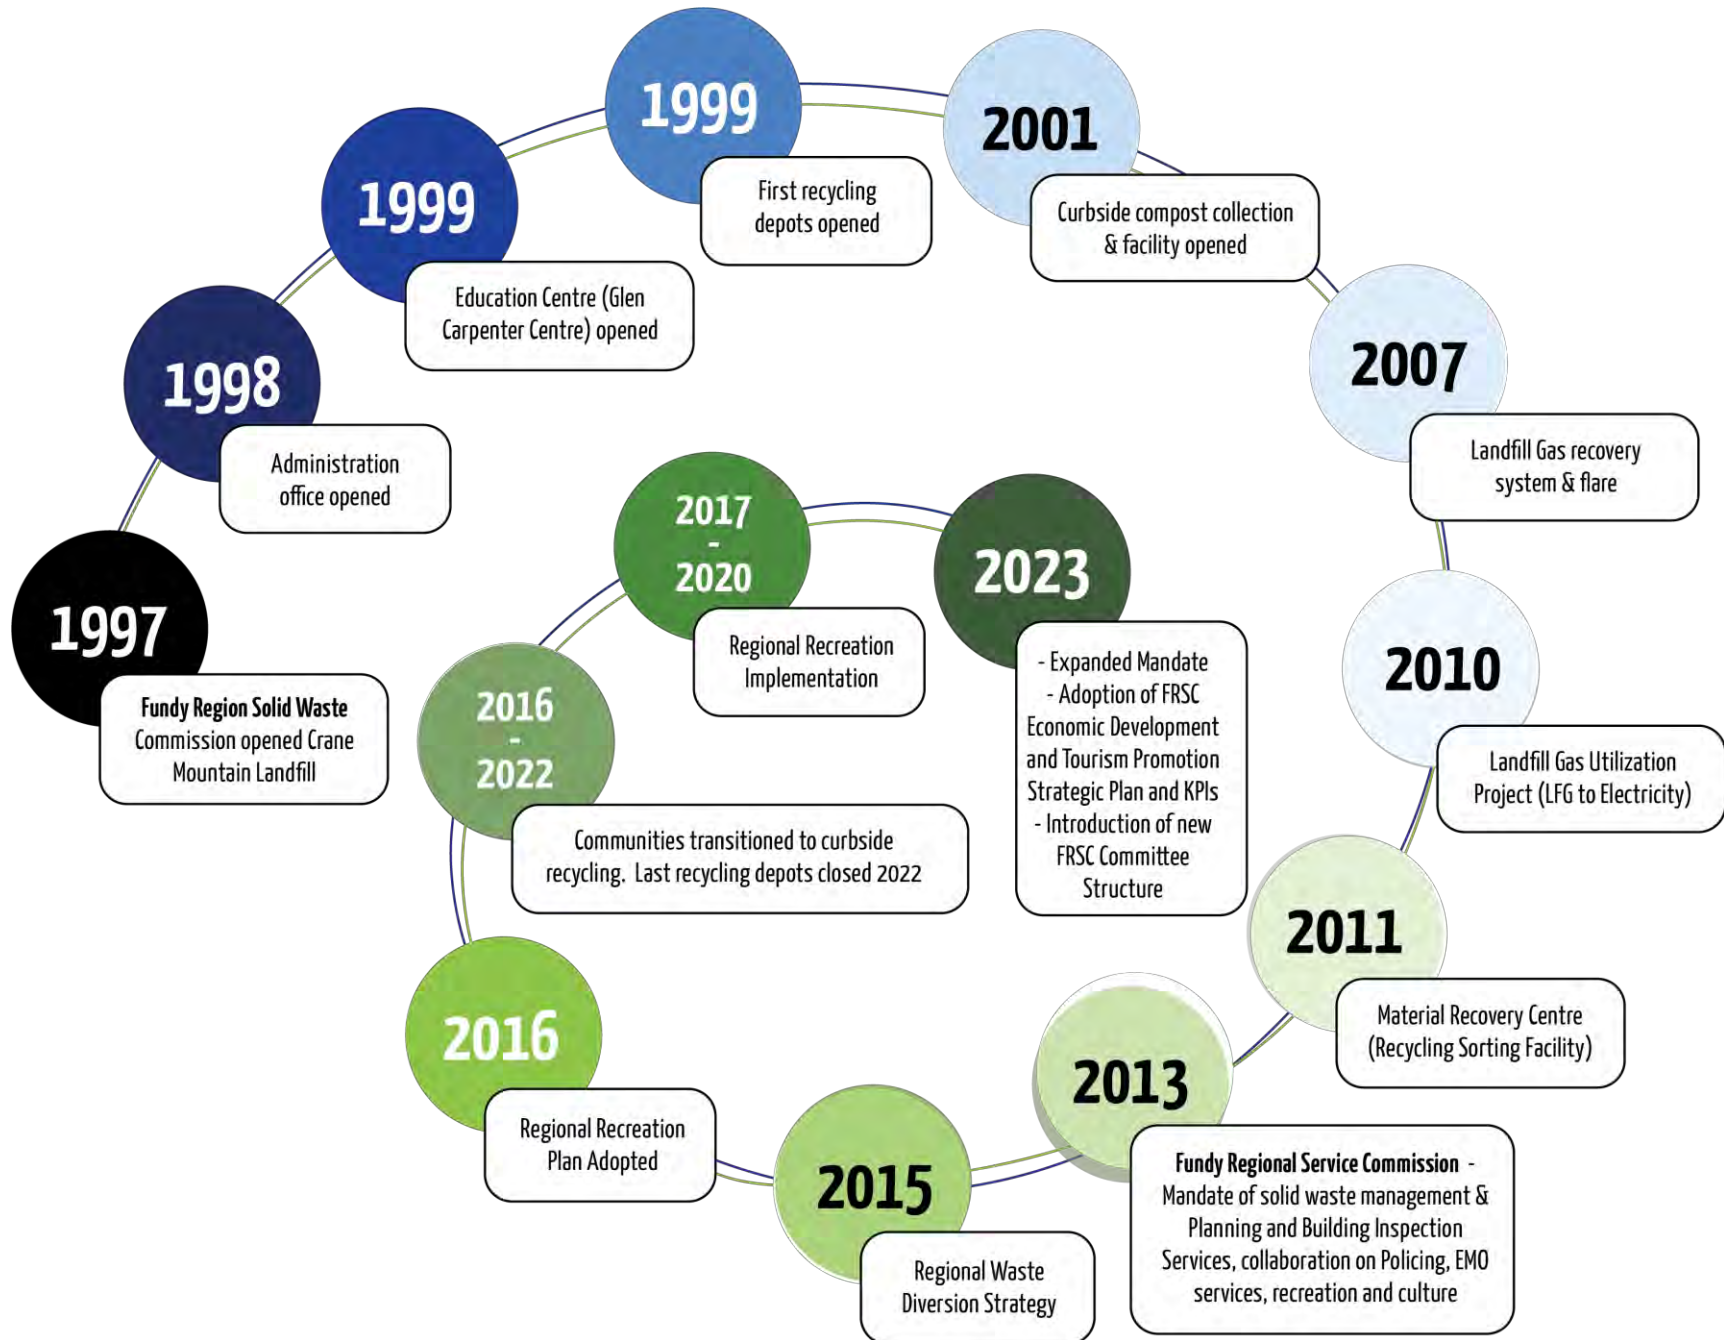 1997
Fundy Region Solid Waste
Commission opened Crane
Mountain Landfill
1998
Administration
office opened
1999
Education Centre (Glen
Carpenter Centre) opened
1999
First recycling
depots opened
2001
Curbside compost collection
& facility opened
2007
Landfill Gas recovery
system & flare
2010
Landfill Gas Utilization
Project (LFG to Electricity)
2011
Material Recovery Centre
(Recycling Sorting Facility)
2013
Fundy Regional Service Commission -
Mandate of solid waste management &
Planning and Building Inspection
Services, collaboration on Policing, EMO
services, recreation and culture
2015
Regional Waste
Diversion Strategy
2016
Regional Recreation
Plan Adopted
2016
-
2022
Communities transitioned to curbside
recycling. Last recycling depots closed 2022
2017
-
2020
Regional Recreation
Implementation
2023
- Expanded Mandate
- Adoption of FRSC
Economic Development
and Tourism Promotion
Strategic Plan and KPIs
- Introduction of new
FRSC Committee
Structure